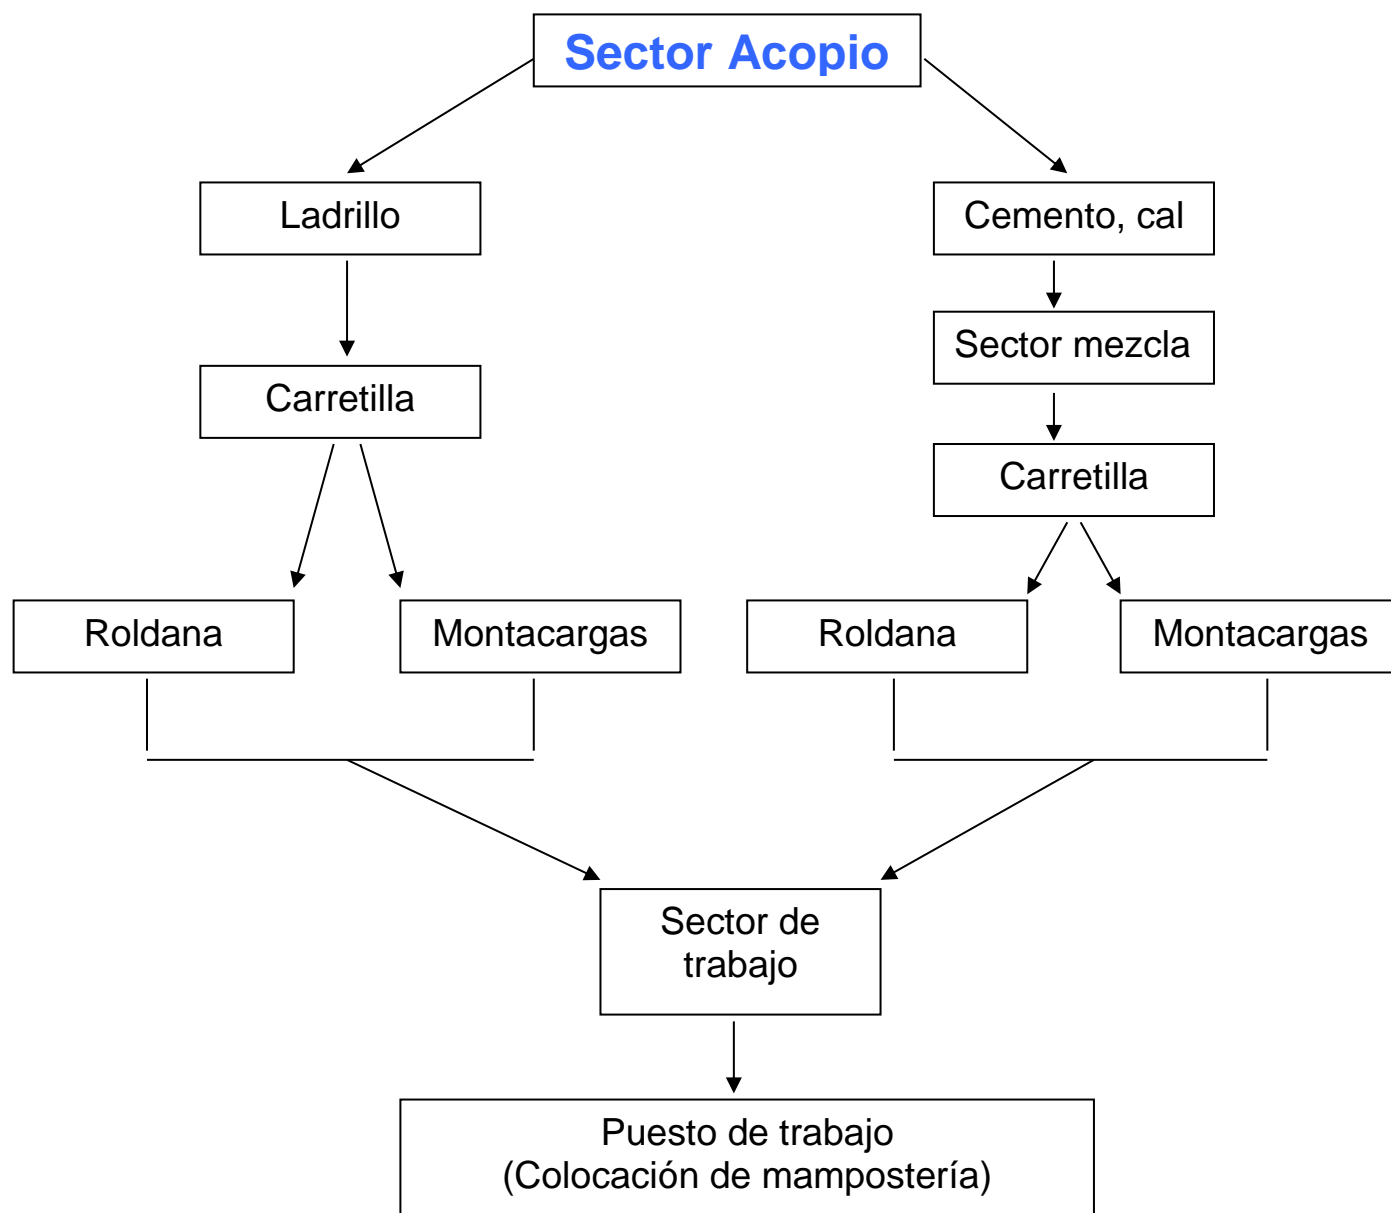 Sector Acopio
Ladrillo
Cemento, cal
Sector mezcla
Carretilla
Carretilla
Roldana
Montacargas
Roldana
Montacargas
Sector de
trabajo
Puesto de trabajo
(Colocación de mampostería)